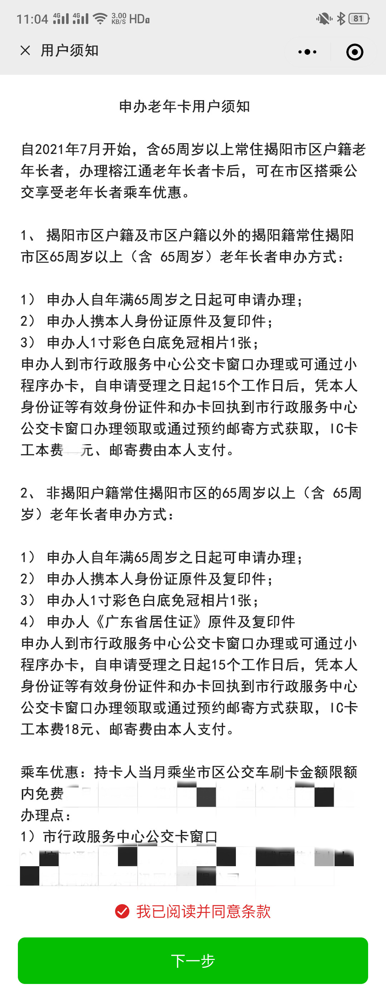 11:04 4G 4G 3.00 KB/S HD 81
用户须知
申办老年卡用户须知
自2021年7月开始，含65周岁以上常住揭阳市区户籍老
年长者，办理榕江通老年长者卡后，可在市区搭乘公
交享受老年长者乘车优惠。
1、 揭阳市区户籍及市区户籍以外的揭阳籍常住揭阳
市区65周岁以上（含 65周岁）老年长者申办方式：
1） 申办人自年满65周岁之日起可申请办理；
2） 申办人携本人身份证原件及复印件；
3） 申办人1寸彩色白底免冠相片1张；
申办人到市行政服务中心公交卡窗口办理或可通过小
程序办卡，自申请受理之日起15个工作日后，凭本人
身份证等有效身份证件和办卡回执到市行政服务中心
公交卡窗口办理领取或通过预约邮寄方式获取，IC卡
工本费 元、邮寄费由本人支付。
2、 非揭阳户籍常住揭阳市区的65周岁以上（含 65周
岁）老年长者申办方式：
1） 申办人自年满65周岁之日起可申请办理；
2） 申办人携本人身份证原件及复印件；
3） 申办人1寸彩色白底免冠相片1张；
4） 申办人《广东省居住证》原件及复印件
申办人到市行政服务中心公交卡窗口办理或可通过小
程序办卡，自申请受理之日起15个工作日后，凭本人
身份证等有效身份证件和办卡回执到市行政服务中心
公交卡窗口办理领取或通过预约邮寄方式获取，IC卡
工本费18元、邮寄费由本人支付。
乘车优惠：持卡人当月乘坐市区公交车刷卡金额限额
内免费
办理点：
1）市行政服务中心公交卡窗口
我已阅读并同意条款
下一步